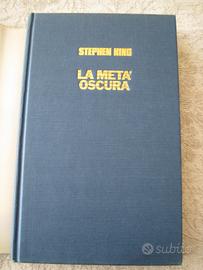 STEPHEN KING
LA META'
OSCURA
subito